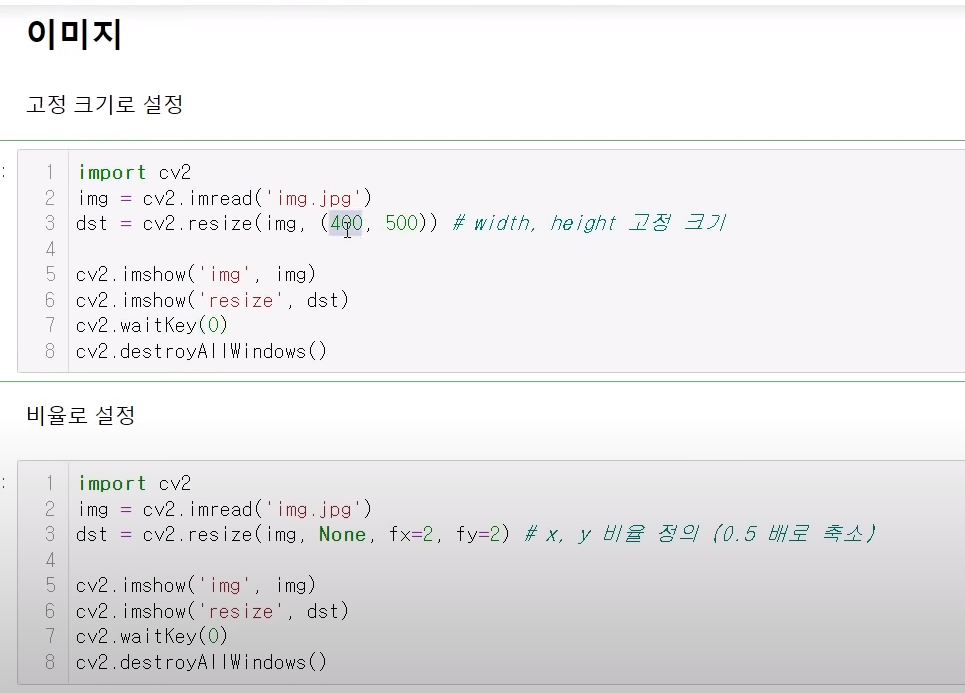 이미지
고정 크기로 설정
:
1 import cv2
2 img = cv2.imread('img.jpg')
3 dst = cv2.resize(img, (400, 500)) # width, height 고정 크기
4
5 cv2.imshow('img', img)
6 cv2.imshow('resize', dst)
7 cv2.waitKey(0)
8 cv2.destroyAllWindows()
비율로 설정
:
1 import cv2
2 img = cv2.imread('img.jpg')
3 dst = cv2.resize(img, None, fx=2, fy=2) # x, y 비율 정의 (0.5 배로 축소)
4
5 cv2.imshow('img', img)
6 cv2.imshow('resize', dst)
7 cv2.waitKey(0)
8 cv2.destroyAllWindows()